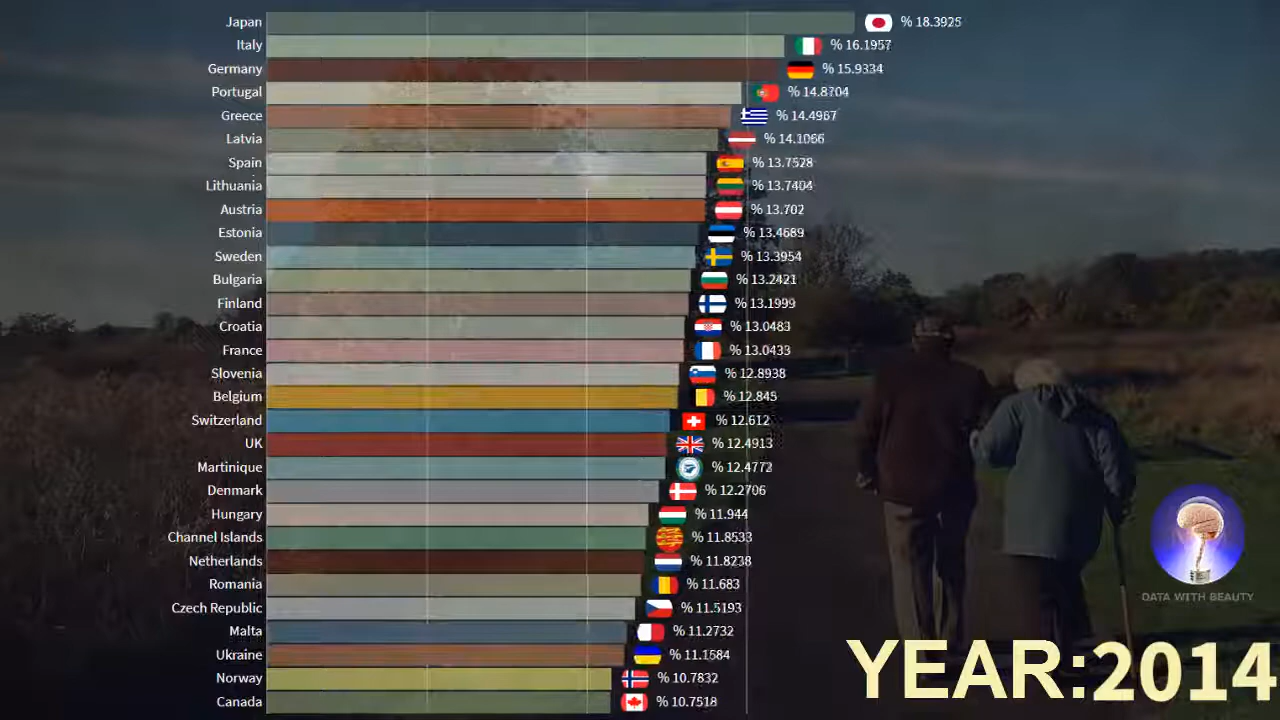 Japan % 18.3925
Italy % 16.1957
Germany % 15.9334
Portugal % 14.8704
Greece % 14.4967
Latvia % 14.1066
Spain % 13.7528
Lithuania % 13.7404
Austria % 13.702
Estonia % 13.4689
Sweden % 13.3954
Bulgaria % 13.2421
Finland % 13.1999
Croatia % 13.0483
France % 13.0433
Slovenia % 12.8938
Belgium % 12.845
Switzerland % 12.612
UK % 12.4913
Martinique % 12.4772
Denmark % 12.2706
Hungary % 11.944
Channel Islands % 11.8533
Netherlands % 11.8238
Romania % 11.683
Czech Republic % 11.5193
Malta % 11.2732
Ukraine % 11.1584
Norway % 10.7832
Canada % 10.7518
DATA WITH BEAUTY
YEAR:2014